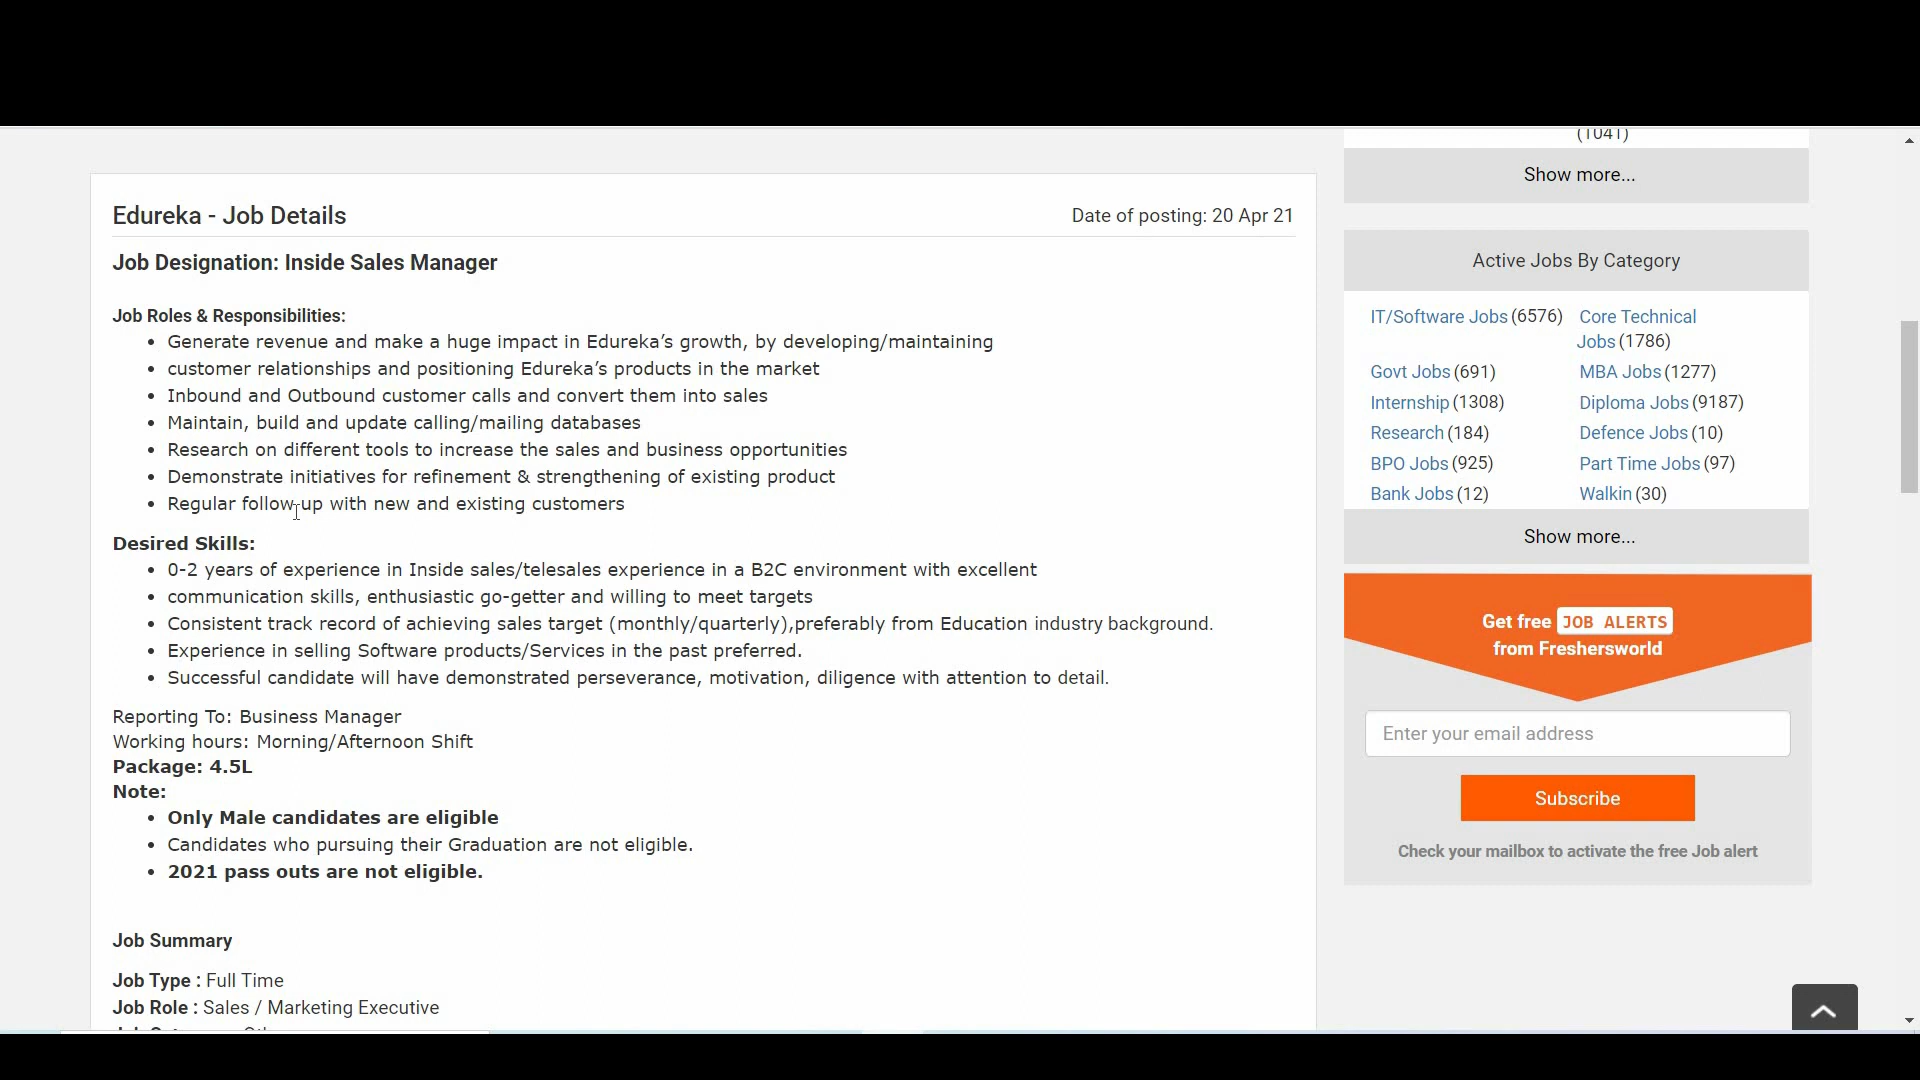 (1041)
Show more...
Edureka - Job Details
Date of posting: 20 Apr 21
Job Designation: Inside Sales Manager
Job Roles & Responsibilities:
• Generate revenue and make a huge impact in Edureka’s growth, by developing/maintaining
• customer relationships and positioning Edureka’s products in the market
• Inbound and Outbound customer calls and convert them into sales
• Maintain, build and update calling/mailing databases
• Research on different tools to increase the sales and business opportunities
• Demonstrate initiatives for refinement & strengthening of existing product
• Regular follow-up with new and existing customers
Desired Skills:
• 0-2 years of experience in Inside sales/telesales experience in a B2C environment with excellent
• communication skills, enthusiastic go-getter and willing to meet targets
• Consistent track record of achieving sales target (monthly/quarterly),preferably from Education industry background.
• Experience in selling Software products/Services in the past preferred.
• Successful candidate will have demonstrated perseverance, motivation, diligence with attention to detail.
Reporting To: Business Manager
Working hours: Morning/Afternoon Shift
Package: 4.5L
Note:
• Only Male candidates are eligible
• Candidates who pursuing their Graduation are not eligible.
• 2021 pass outs are not eligible.
Job Summary
Job Type : Full Time
Job Role : Sales / Marketing Executive
Active Jobs By Category
IT/Software Jobs (6576)
Core Technical
Jobs (1786)
Govt Jobs (691)
MBA Jobs (1277)
Internship (1308)
Diploma Jobs (9187)
Research (184)
Defence Jobs (10)
BPO Jobs (925)
Part Time Jobs (97)
Bank Jobs (12)
Walkin (30)
Show more...
Get free JOB ALERTS
from Freshersworld
Enter your email address
Subscribe
Check your mailbox to activate the free Job alert